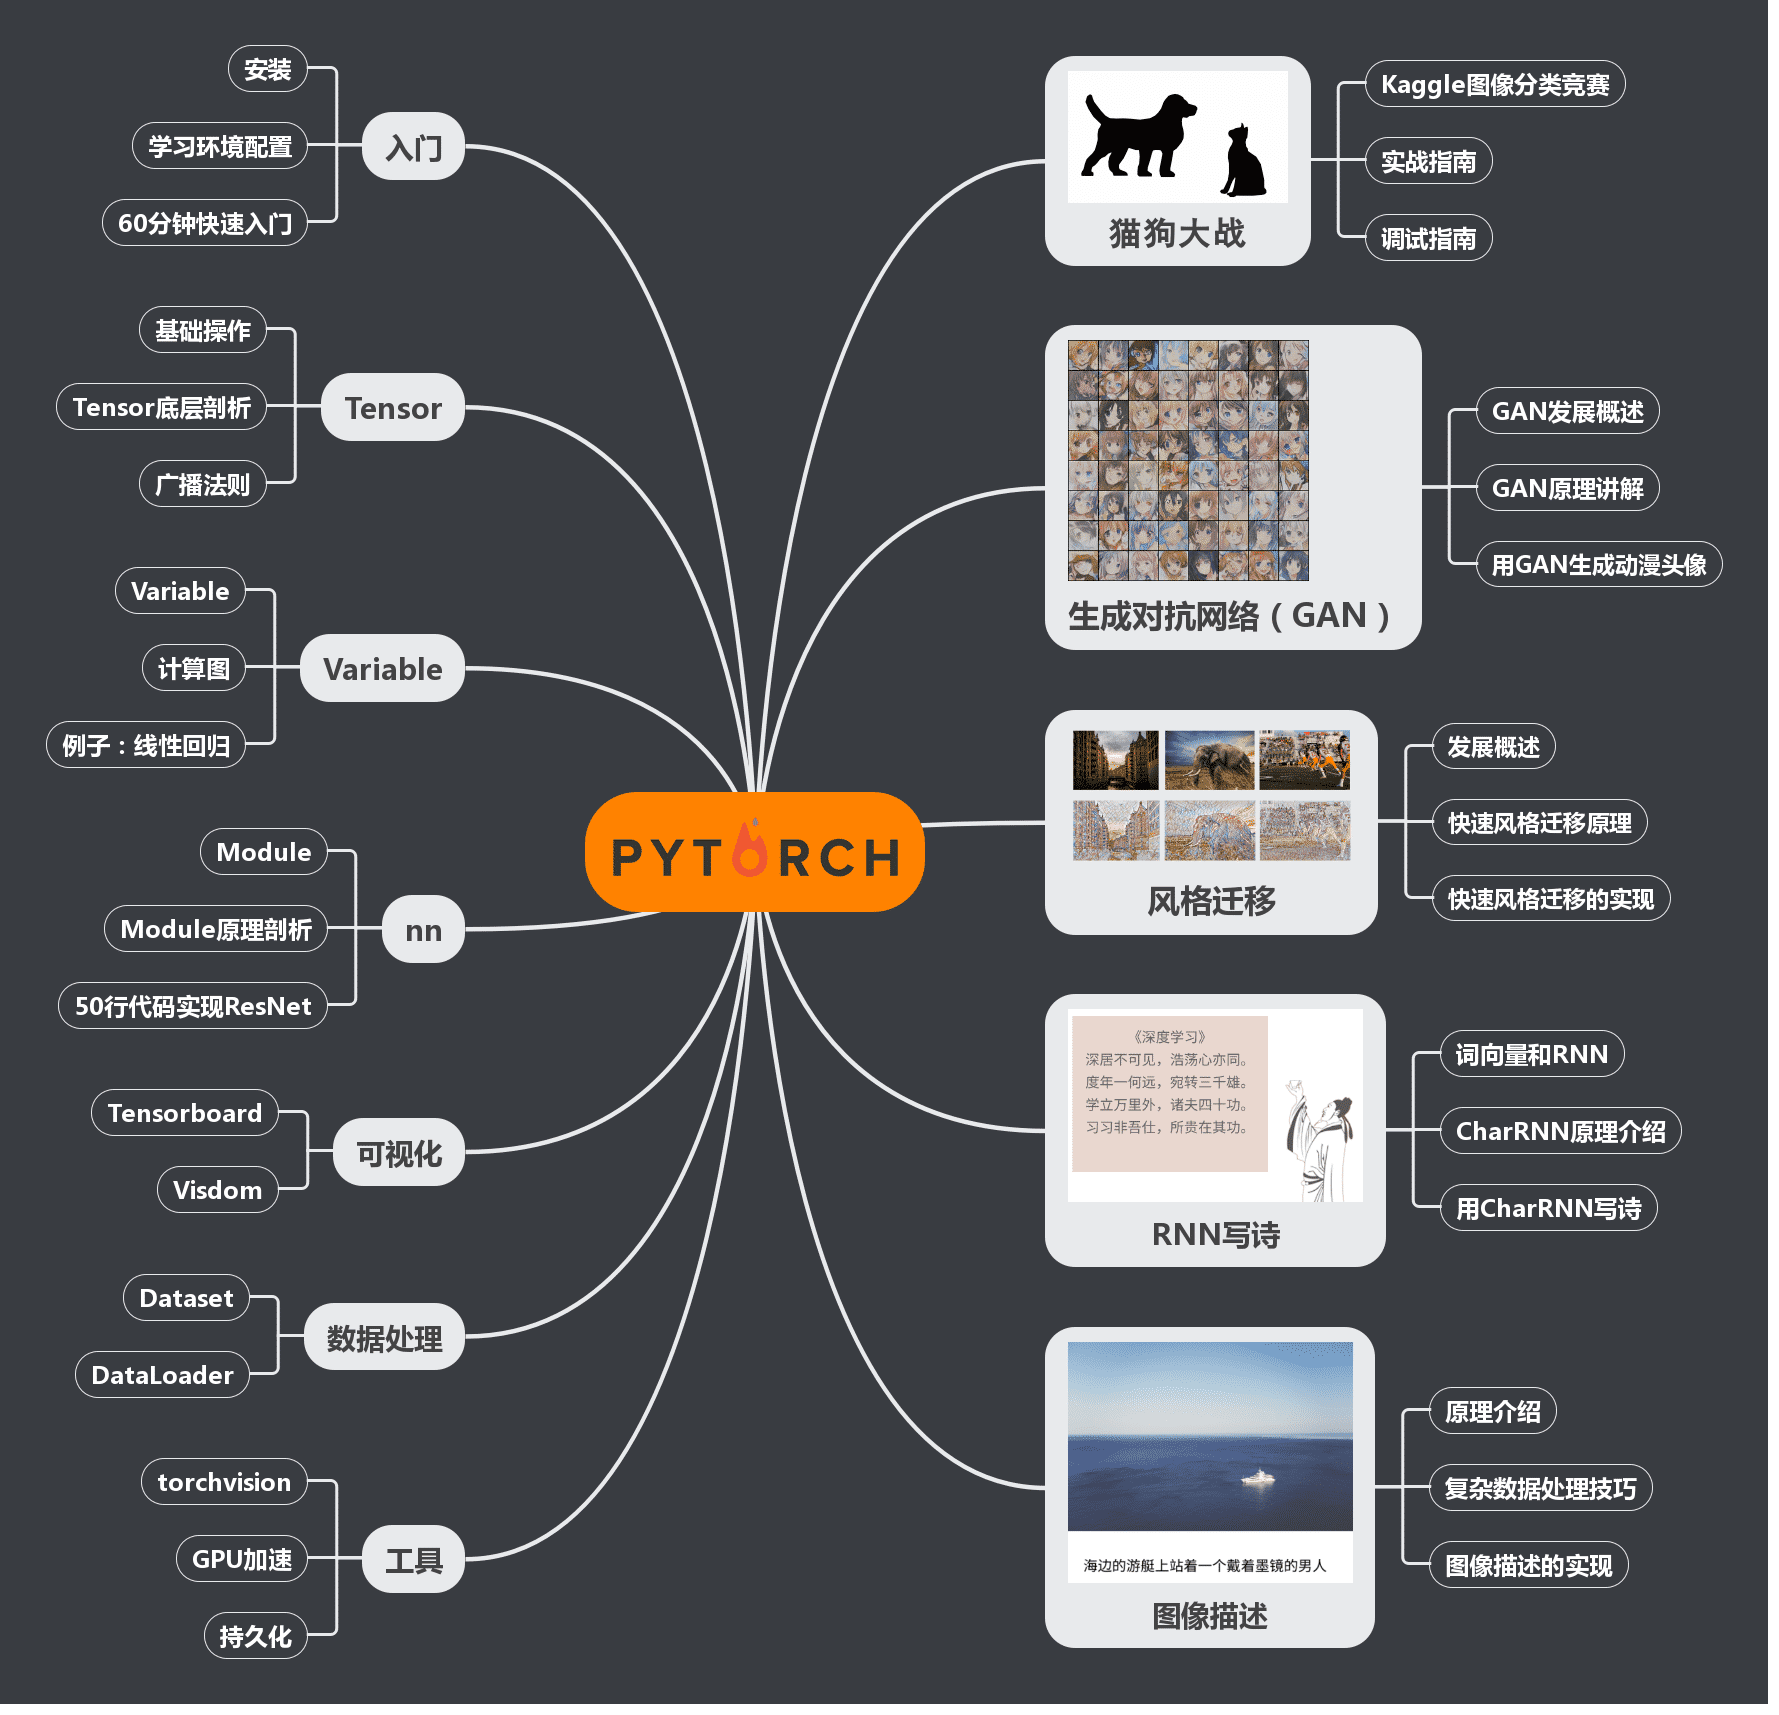 安装
学习环境配置
60分钟快速入门
入门
基础操作
Tensor底层剖析
广播法则
Tensor
Variable
计算图
例子：线性回归
Variable
Module
Module原理剖析
50行代码实现ResNet
nn
Tensorboard
Visdom
可视化
Dataset
DataLoader
数据处理
torchvision
GPU加速
持久化
工具
PYTORCH
猫狗大战
Kaggle图像分类竞赛
实战指南
调试指南
生成对抗网络（GAN）
GAN发展概述
GAN原理讲解
用GAN生成动漫头像
风格迁移
发展概述
快速风格迁移原理
快速风格迁移的实现
《深度学习》
深居不可见，浩荡心亦同。
度年一何远，宛转三千雄。
学立万里外，诸夫四十功。
习习非吾仕，所贵在其功。
RNN写诗
词向量和RNN
CharRNN原理介绍
用CharRNN写诗
海边的游艇上站着一个戴着墨镜的男人
图像描述
原理介绍
复杂数据处理技巧
图像描述的实现